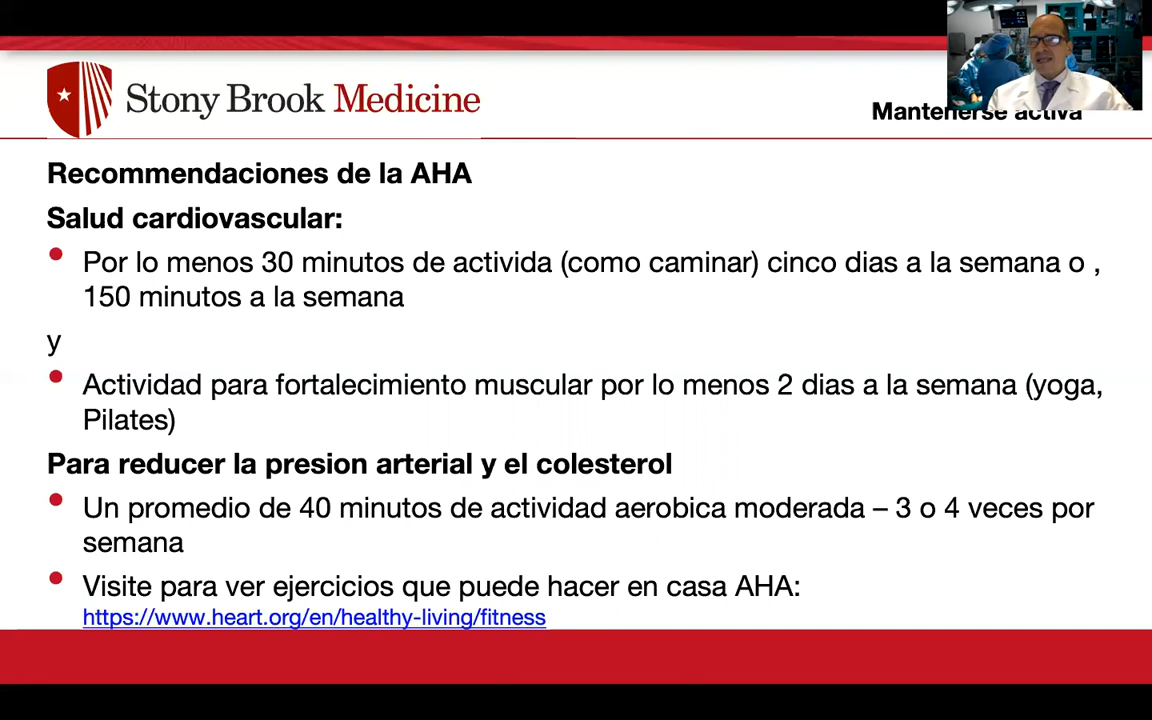 Stony Brook Medicine
Mantenerse activa
Recommendaciones de la AHA
Salud cardiovascular:
• Por lo menos 30 minutos de activida (como caminar) cinco dias a la semana o ,
150 minutos a la semana
y
• Actividad para fortalecimiento muscular por lo menos 2 dias a la semana (yoga,
Pilates)
Para reducer la presion arterial y el colesterol
• Un promedio de 40 minutos de actividad aerobica moderada – 3 o 4 veces por
semana
• Visite para ver ejercicios que puede hacer en casa AHA:
https://www.heart.org/en/healthy-living/fitness